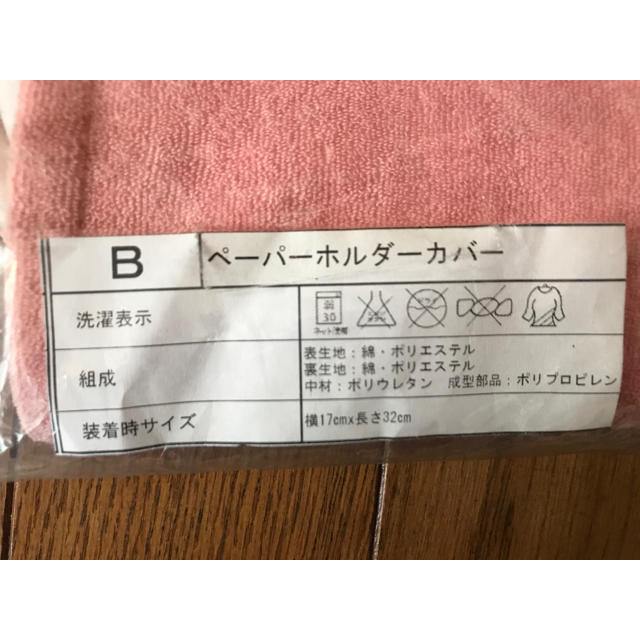 B ペーパーホルダーカバー
洗濯表示
弱
30
ネット使用
組成
表生地:綿・ポリエステル
裏生地:綿・ポリエステル
中材:ポリウレタン 成型部品:ポリプロピレン
装着時サイズ
横17cmx長さ32cm